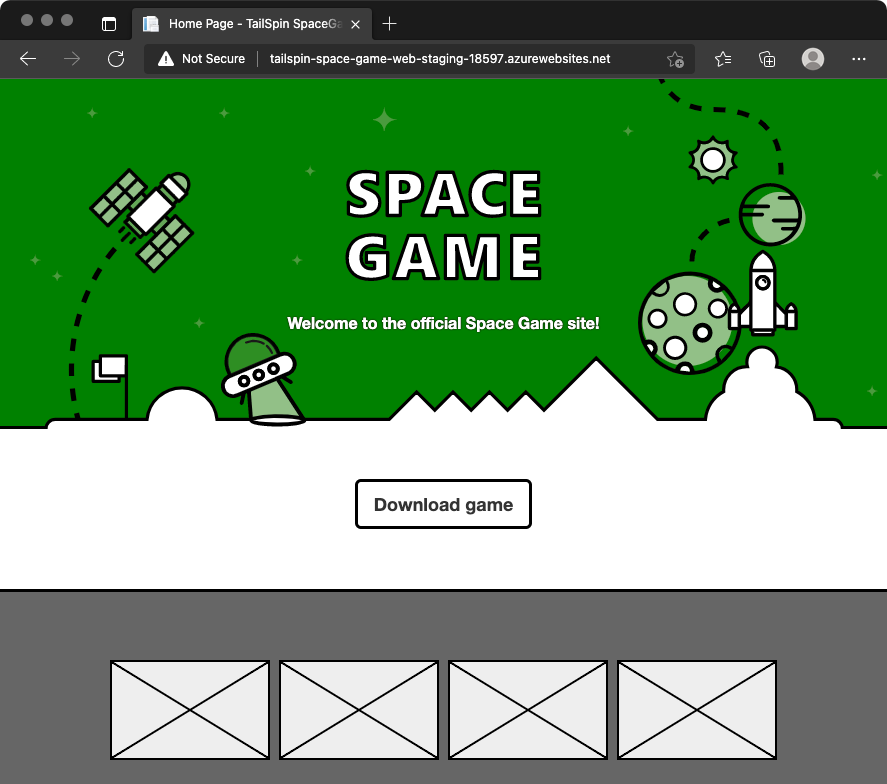 Home Page - TailSpin SpaceGa
Not Secure
tailspin-space-game-web-staging-18597.azurewebsites.net
SPACE
GAME
Welcome to the official Space Game site!
Download game